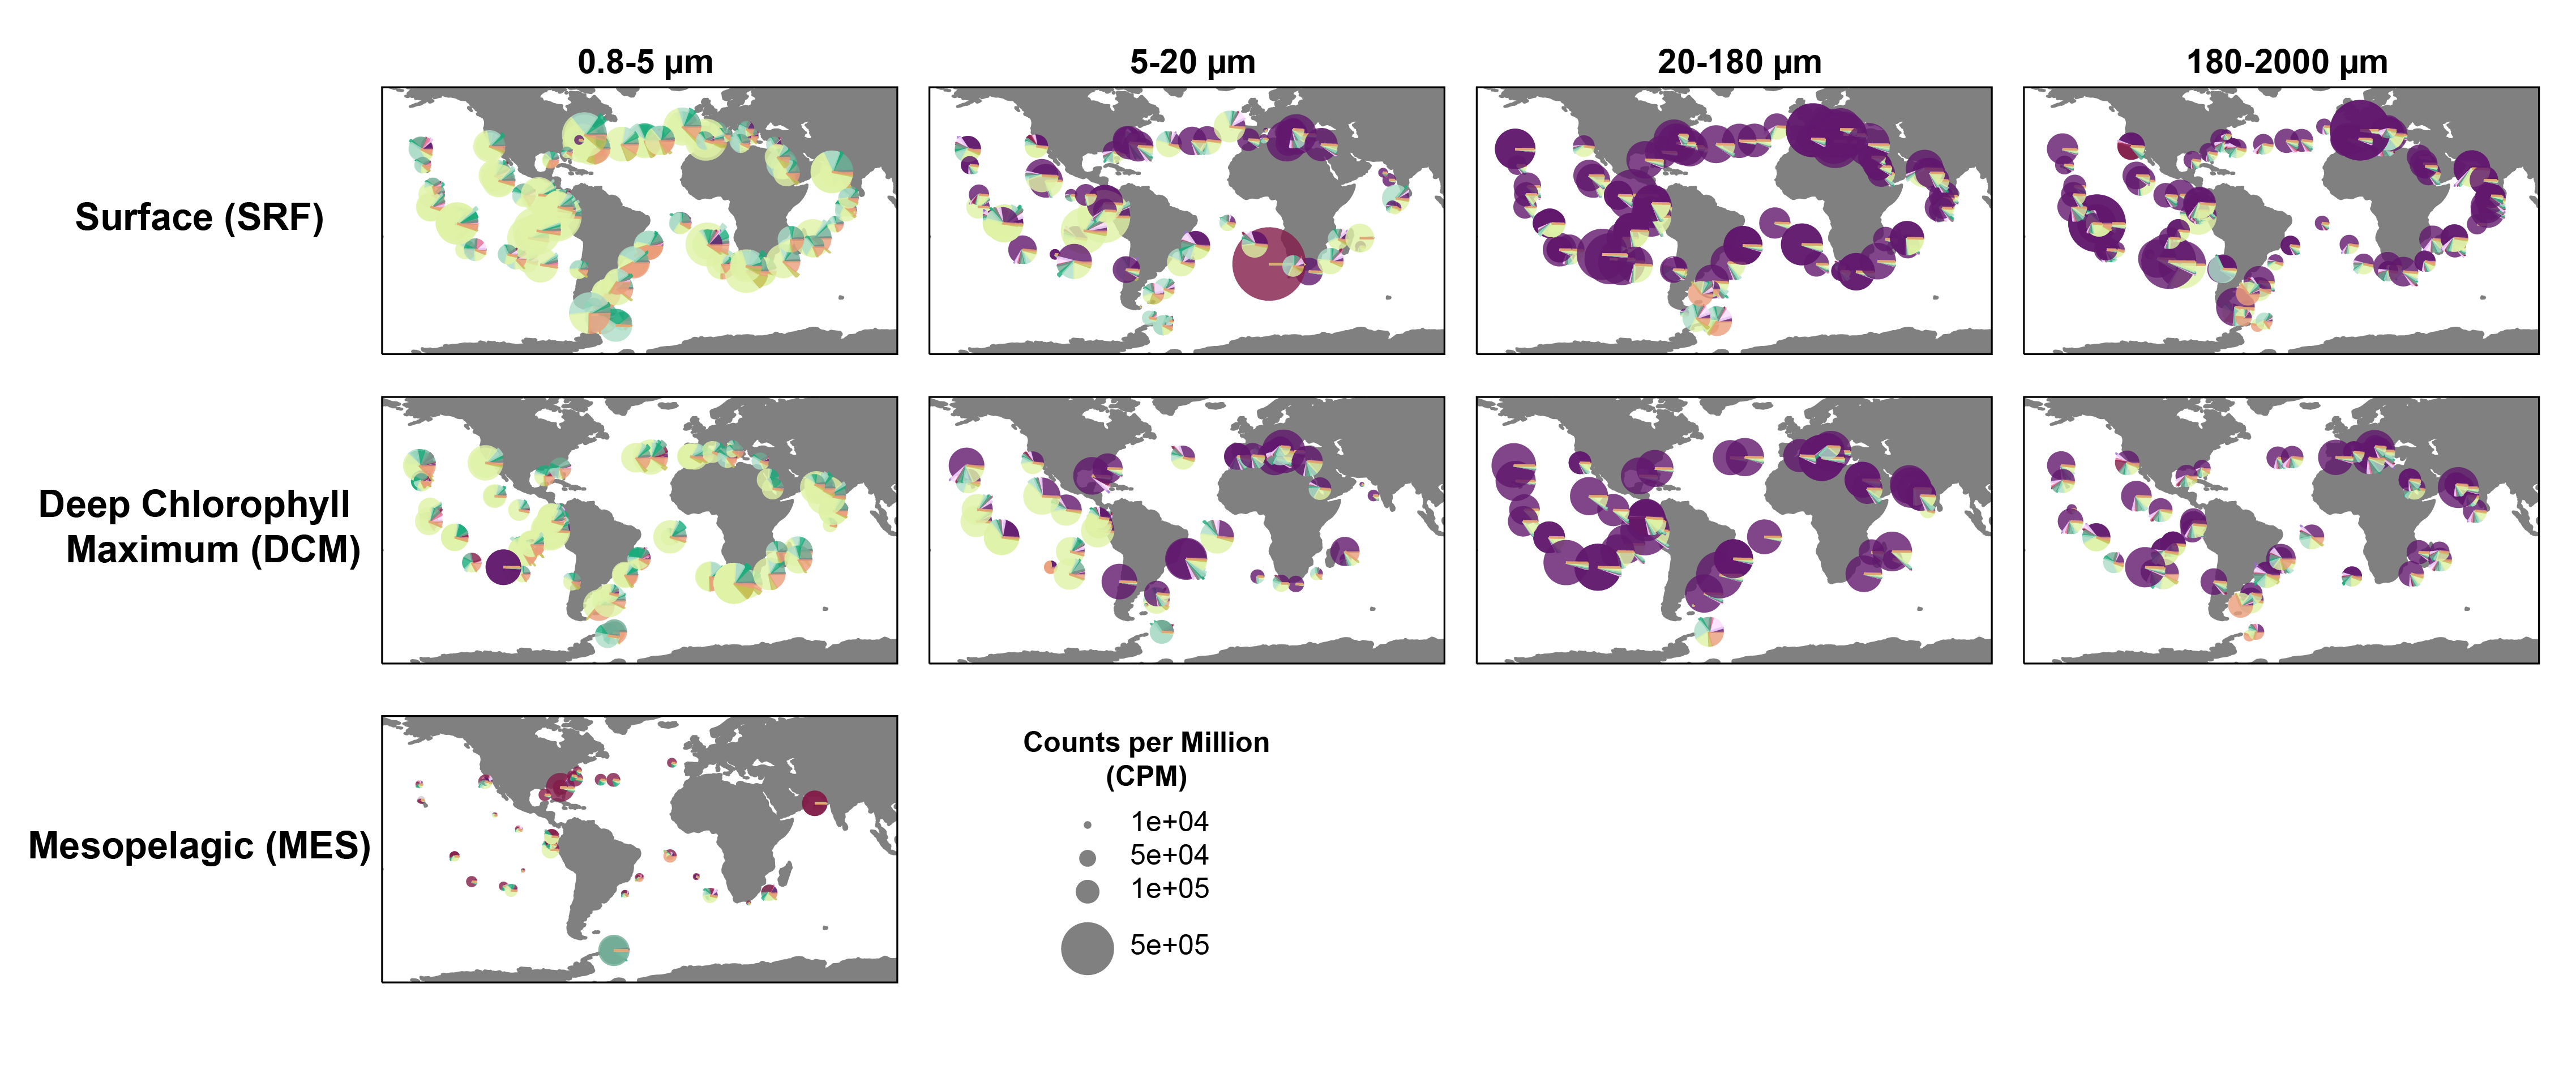 0.8-5 µm
5-20 µm
20-180 µm
180-2000 µm
Surface (SRF)
Deep Chlorophyll
Maximum (DCM)
Mesopelagic (MES)
Counts per Million
(CPM)
1e+04
5e+04
1e+05
5e+05